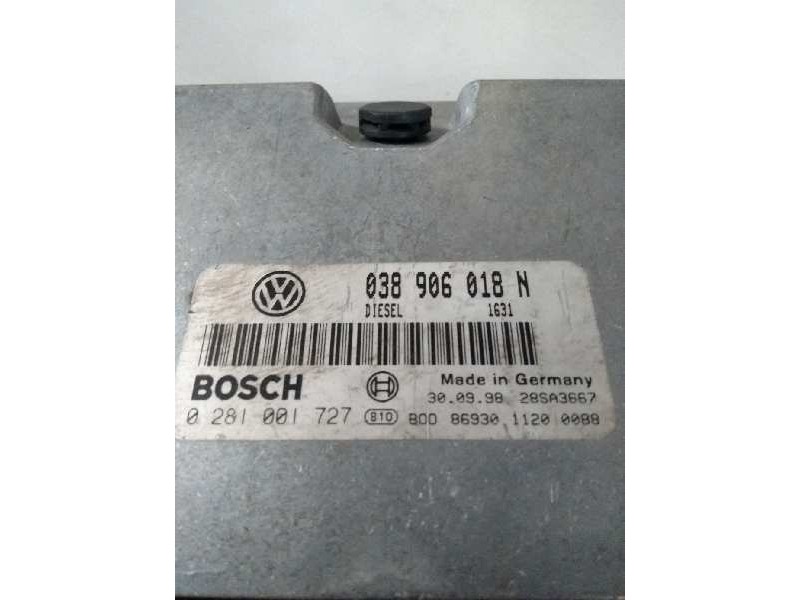 038 906 018 N
DIESEL 1631
BOSCH
Made in Germany
30.09.98 28SA3667
0 281 001 727 810 BOD 86930 1120 0088